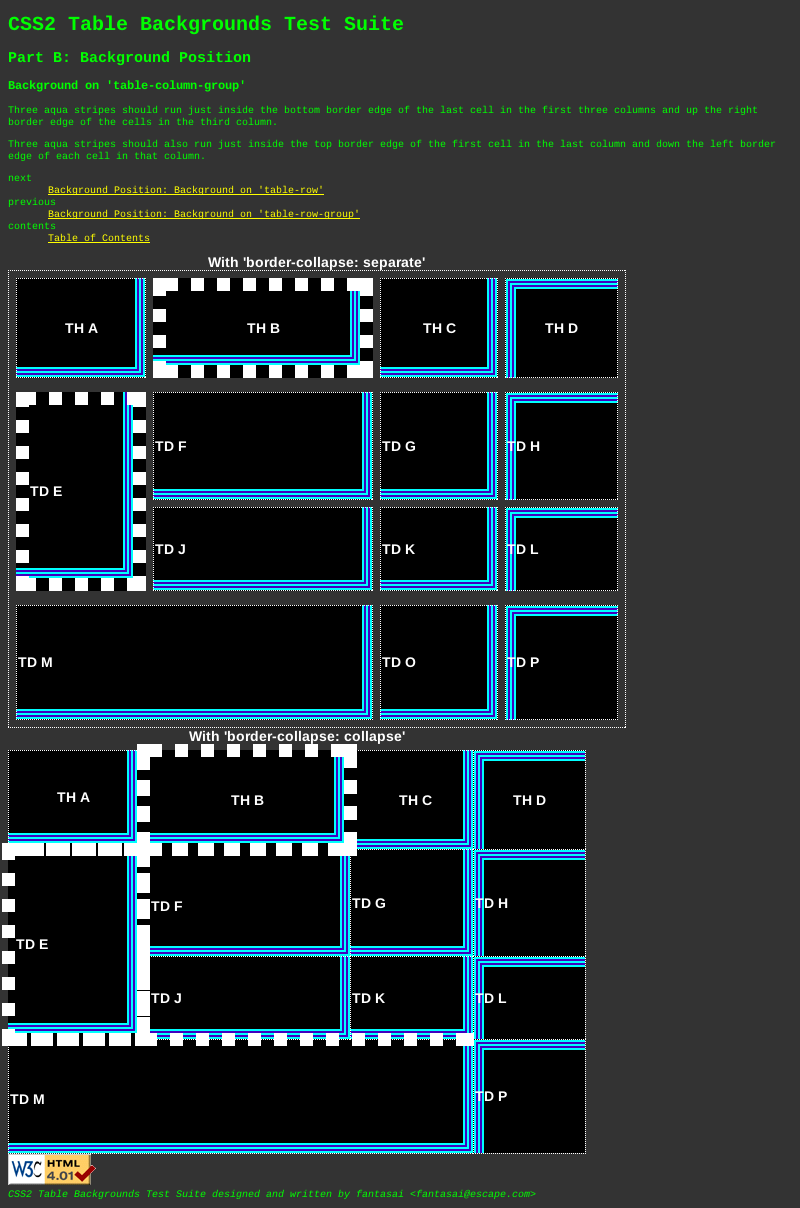 CSS2 Table Backgrounds Test Suite
Part B: Background Position
Background on 'table-column-group'
Three aqua stripes should run just inside the bottom border edge of the last cell in the first three columns and up the right
border edge of the cells in the third column.
Three aqua stripes should also run just inside the top border edge of the first cell in the last column and down the left border
edge of each cell in that column.
next
Background Position: Background on 'table-row'
previous
Background Position: Background on 'table-row-group'
contents
Table of Contents
With 'border-collapse: separate'
TH A
TH B
TH C
TH D
TD E
TD F
TD G
TD H
TD J
TD K
TD L
TD M
TD O
TD P
With 'border-collapse: collapse'
TH A
TH B
TH C
TH D
TD E
TD F
TD G
TD H
TD J
TD K
TD L
TD M
TD P
W3C HTML 4.01
CSS2 Table Backgrounds Test Suite designed and written by fantasai <fantasai@escape.com>